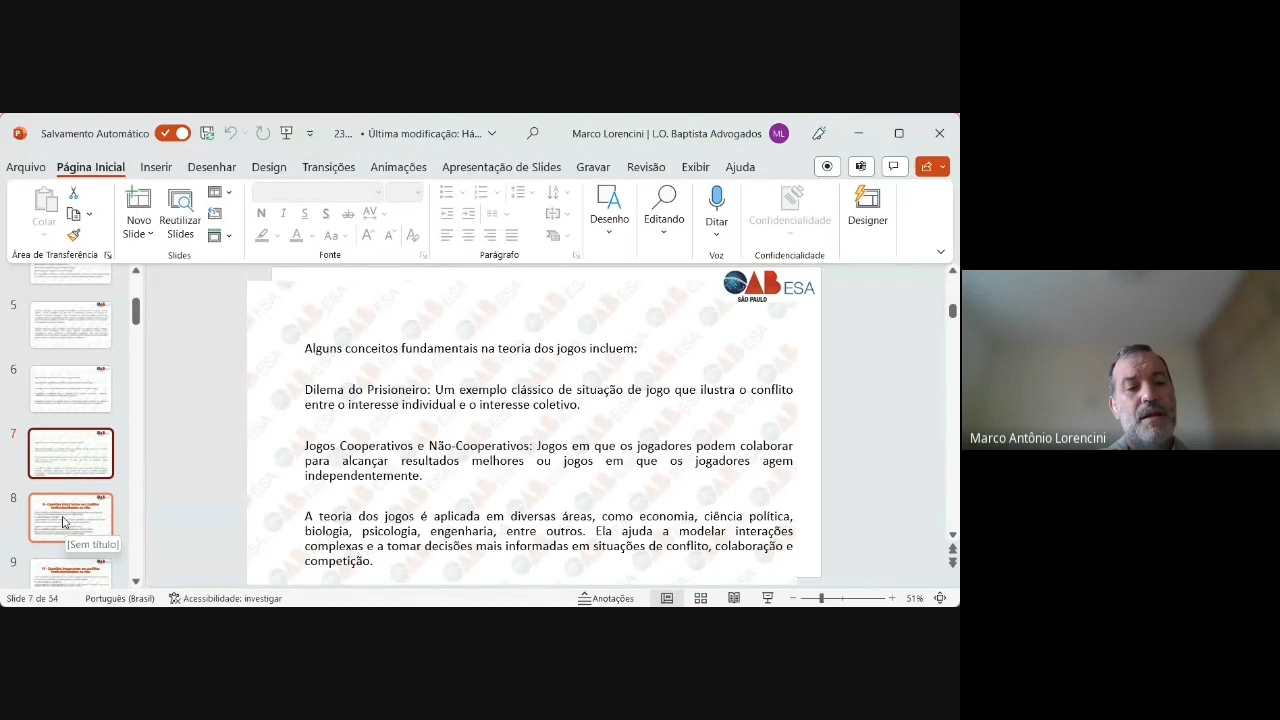 Salvamento Automático
23... • Última modificação: Há...
Marco Lorencini | L.O. Baptista Advogados
ML
Arquivo Página Inicial Inserir Desenhar Design Transições Animações Apresentação de Slides Gravar Revisão Exibir Ajuda
Colar
Novo Slide
Reutilizar Slides
N I S S ab AV
A Aa A A A
Desenho
Editando
Ditar
Confidencialidade
Designer
Área de Transferência
Slides
Fonte
Parágrafo
Voz
Confidencialidade
5
6
7
8
[Sem título]
9
OAB ESA
SÃO PAULO
Alguns conceitos fundamentais na teoria dos jogos incluem:
Dilema do Prisioneiro: Um exemplo clássico de situação de jogo que ilustra o conflito
entre o interesse individual e o interesse coletivo.
Jogos Cooperativos e Não-Cooperativos: Jogos em que os jogadores podem colaborar
para alcançar resultados mútuos versus jogos em que os jogadores agem
independentemente.
dos jogos é aplicada em várias áreas, como economia, ciência política,
biologia, psicologia, engenharia, entre outros. Ela ajuda a modelar interações
complexas e a tomar decisões mais informadas em situações de conflito, colaboração e
Slide 7 de 54
Português (Brasil)
Acessibilidade: investigar
Anotações
51%
Marco Antônio Lorencini